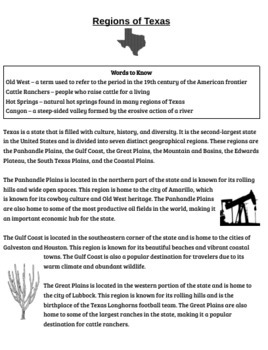 Regions of Texas
Words to Know
Old West – a term used to refer to the period in the 19th century of the American frontier
Cattle Ranchers – people who raise cattle for a living
Hot Springs – natural hot springs found in many regions of Texas
Canyon – a steep-sided valley formed by the erosive action of a river
Texas is a state that is filled with culture, history, and diversity. It is the second-largest state
in the United States and is divided into seven distinct geographical regions. These regions are
the Panhandle Plains, the Gulf Coast, the Great Plains, the Mountain and Basins, the Edwards
Plateau, the South Texas Plains, and the Coastal Plains.
The Panhandle Plains is located in the northern part of the state and is known for its rolling
hills and wide open spaces. This region is home to the city of Amarillo, which
is known for its cowboy culture and Old West heritage. The Panhandle Plains
are also home to some of the most productive oil fields in the world, making it
an important economic hub for the state.
The Gulf Coast is located in the southeastern corner of the state and is home to the cities of
Galveston and Houston. This region is known for its beautiful beaches and vibrant coastal
towns. The Gulf Coast is also a popular destination for travelers due to its
warm climate and abundant wildlife.
The Great Plains is located in the western portion of the state and is home to
the city of Lubbock. This region is known for its rolling hills and is the
birthplace of the Texas Longhorns football team. The Great Plains are also
home to some of the largest ranches in the state, making it a popular
destination for cattle ranchers.